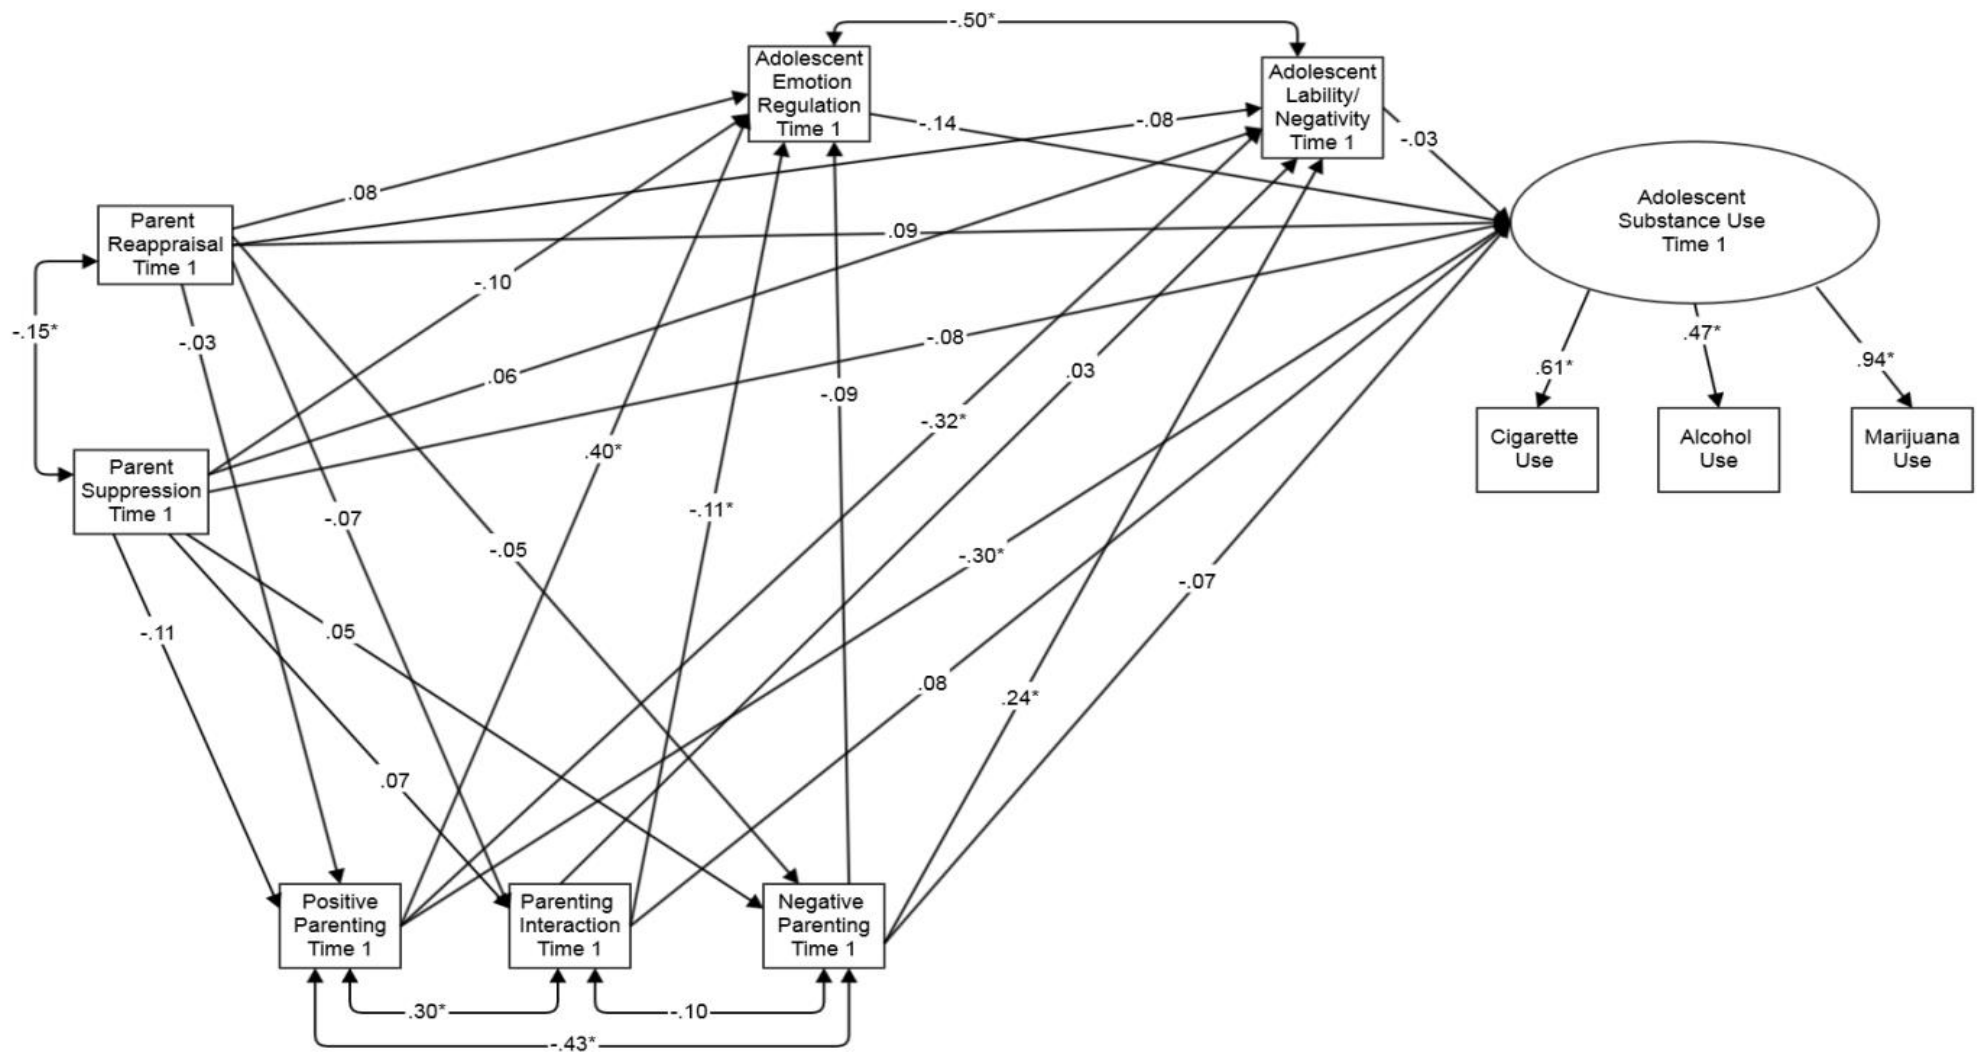 -.50*
Adolescent
Emotion
Regulation
Time 1
Adolescent
Lability/
Negativity
Time 1
-.14
-.08
-.03
.08
Parent
Reappraisal
Time 1
Adolescent
Substance Use
Time 1
.09
-.10
-.15*
-.03
-.08
.47*
.61*
.94*
.06
.03
-.09
-.32*
Cigarette
Use
Alcohol
Use
Marijuana
Use
.40*
Parent
Suppression
Time 1
-.07
-.11*
-.05
-.30*
-.07
-.11
.05
.08
.24*
.07
Positive
Parenting
Time 1
Parenting
Interaction
Time 1
Negative
Parenting
Time 1
.30*
-.10
-.43*